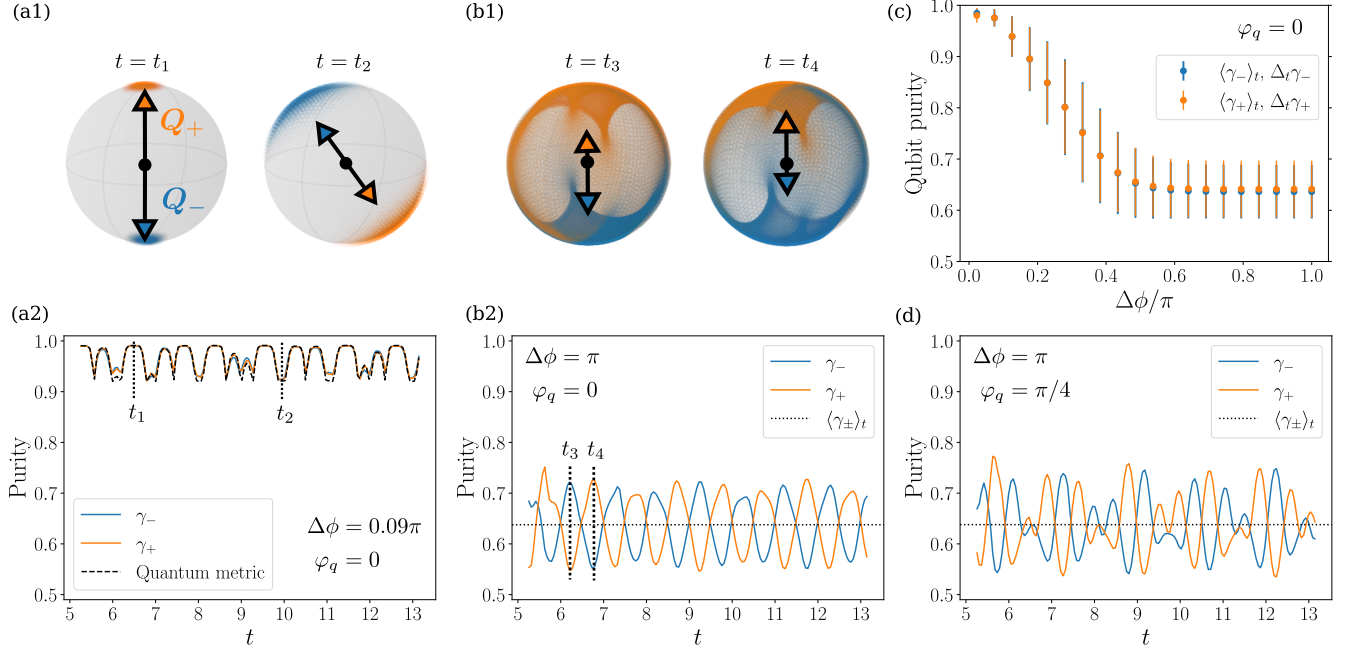 (a1)
t = t₁
t = t₂
Q₊
Q₋
(b1)
t = t₃
t = t₄
(c)
Qubit purity
1.0
0.9
0.8
0.7
0.6
0.5
φ_q = 0
⟨γ₋⟩ₜ, Δₜγ₋
⟨γ₊⟩ₜ, Δₜγ₊
0.0 0.2 0.4 0.6 0.8 1.0
Δϕ/π
(a2)
Purity
1.0
0.9
0.8
0.7
0.6
0.5
t₁
t₂
γ₋
γ₊
Quantum metric
Δϕ = 0.09π
φ_q = 0
5 6 7 8 9 10 11 12 13
t
(b2)
Purity
1.0
0.9
0.8
0.7
0.6
0.5
Δϕ = π
φ_q = 0
γ₋
γ₊
⟨γ±⟩ₜ
t₃ t₄
5 6 7 8 9 10 11 12 13
t
(d)
Purity
1.0
0.9
0.8
0.7
0.6
0.5
Δϕ = π
φ_q = π/4
γ₋
γ₊
⟨γ±⟩ₜ
5 6 7 8 9 10 11 12 13
t